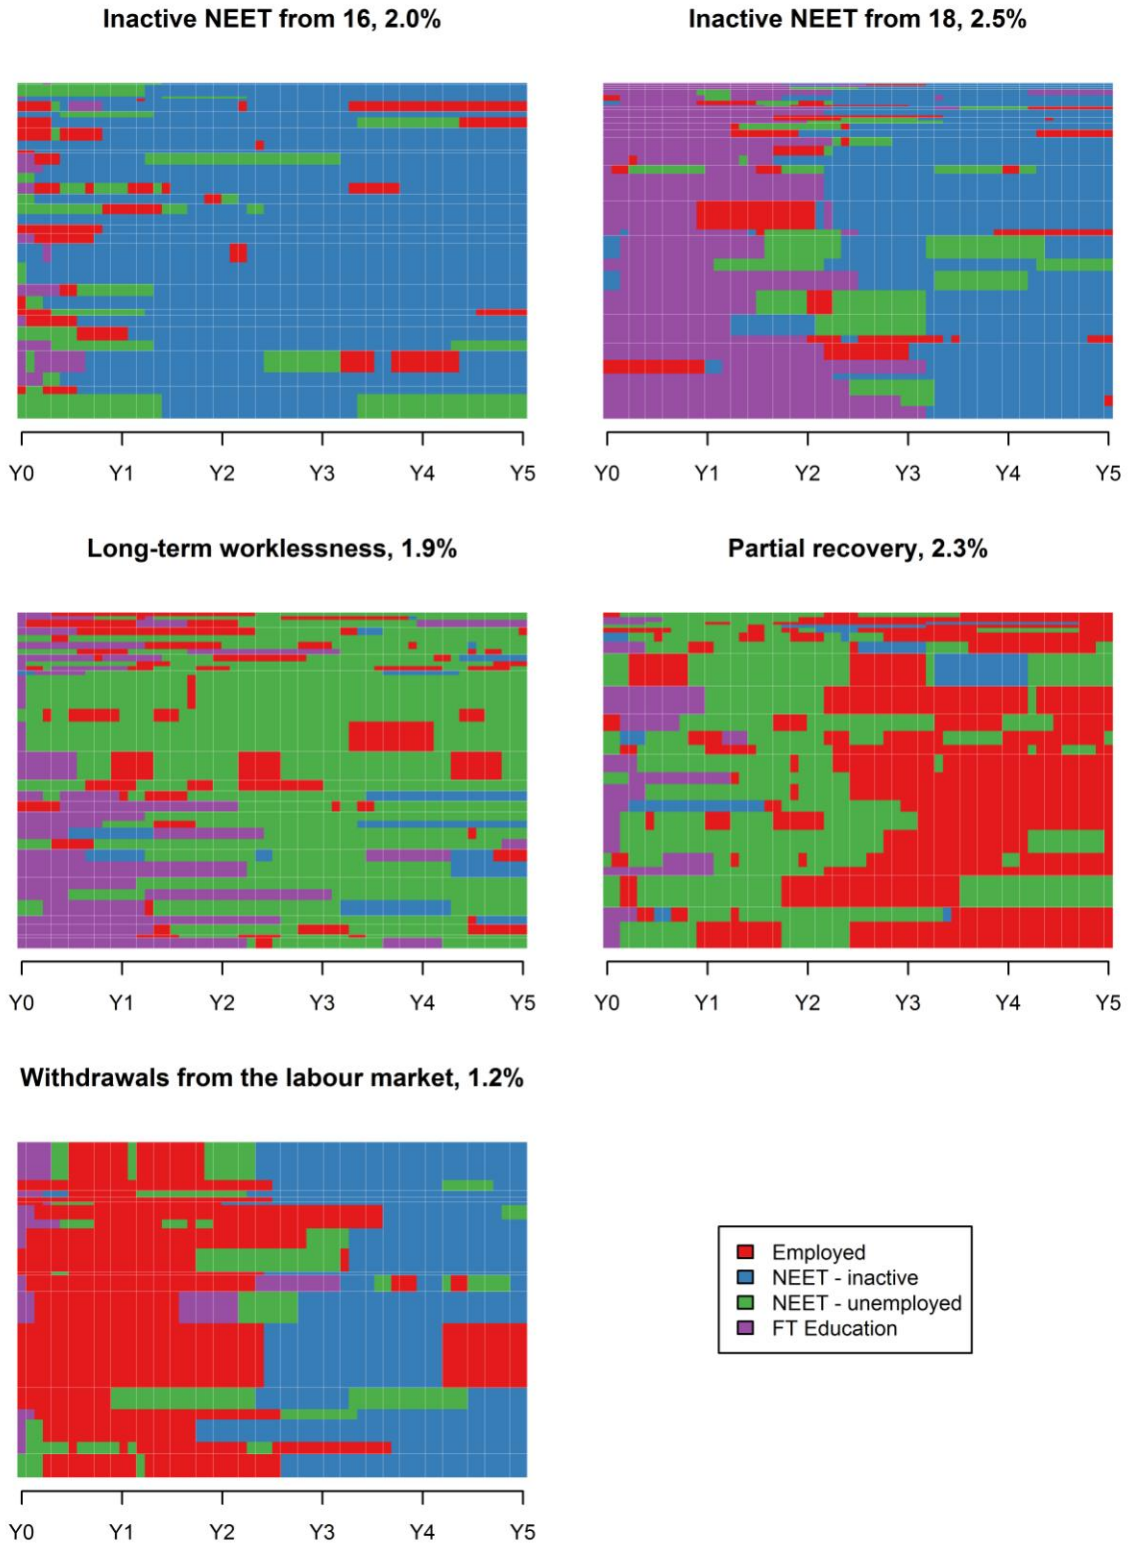 Inactive NEET from 16, 2.0%
Inactive NEET from 18, 2.5%
Y0 Y1 Y2 Y3 Y4 Y5
Y0 Y1 Y2 Y3 Y4 Y5
Long-term worklessness, 1.9%
Partial recovery, 2.3%
Y0 Y1 Y2 Y3 Y4 Y5
Y0 Y1 Y2 Y3 Y4 Y5
Withdrawals from the labour market, 1.2%
Y0 Y1 Y2 Y3 Y4 Y5
Employed
NEET - inactive
NEET - unemployed
FT Education